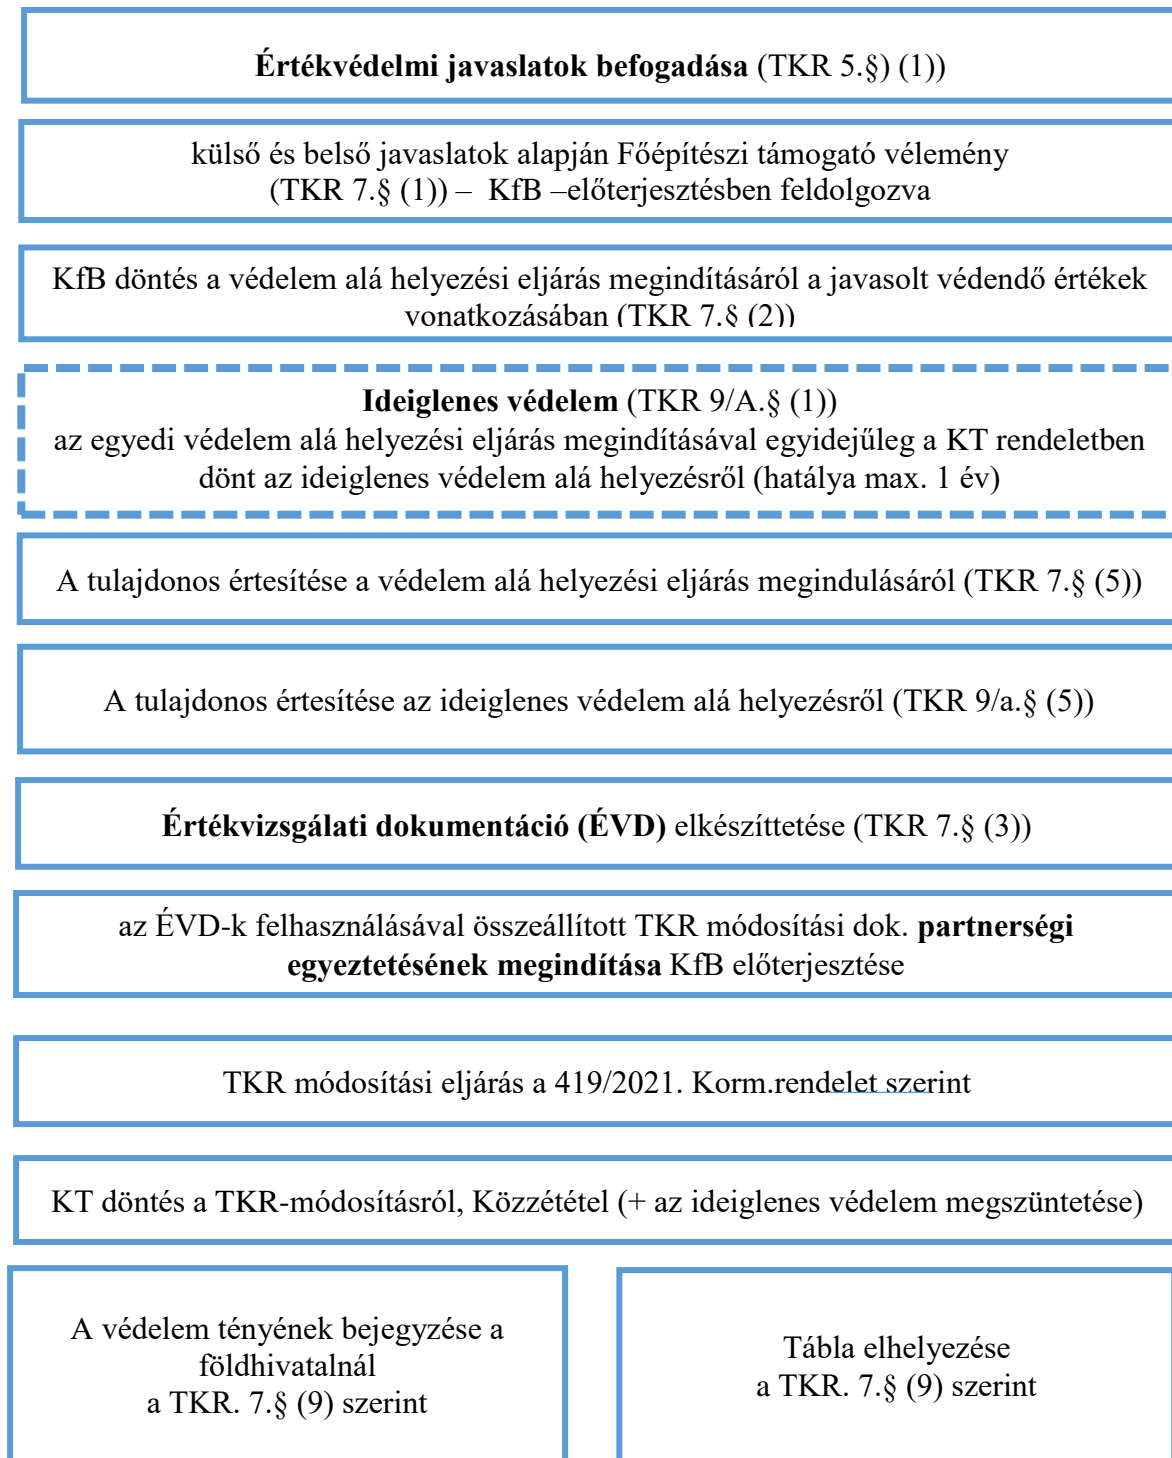 Értékvédelmi javaslatok befogadása (TKR 5.§) (1))
külső és belső javaslatok alapján Főépítészi támogató vélemény
(TKR 7.§ (1)) – KfB –előterjesztésben feldolgozva
KfB döntés a védelem alá helyezési eljárás megindításáról a javasolt védendő értékek
vonatkozásában (TKR 7.§ (2))
Ideiglenes védelem (TKR 9/A.§ (1))
az egyedi védelem alá helyezési eljárás megindításával egyidejűleg a KT rendeletben
dönt az ideiglenes védelem alá helyezésről (hatálya max. 1 év)
A tulajdonos értesítése a védelem alá helyezési eljárás megindulásáról (TKR 7.§ (5))
A tulajdonos értesítése az ideiglenes védelem alá helyezésről (TKR 9/a.§ (5))
Értékvizsgálati dokumentáció (ÉVD) elkészíttetése (TKR 7.§ (3))
az ÉVD-k felhasználásával összeállított TKR módosítási dok. partnerségi
egyeztetésének megindítása KfB előterjesztése
TKR módosítási eljárás a 419/2021. Korm.rendelet szerint
KT döntés a TKR-módosításról, Közzététel (+ az ideiglenes védelem megszüntetése)
A védelem tényének bejegyzése a
földhivatalnál
a TKR. 7.§ (9) szerint
Tábla elhelyezése
a TKR. 7.§ (9) szerint